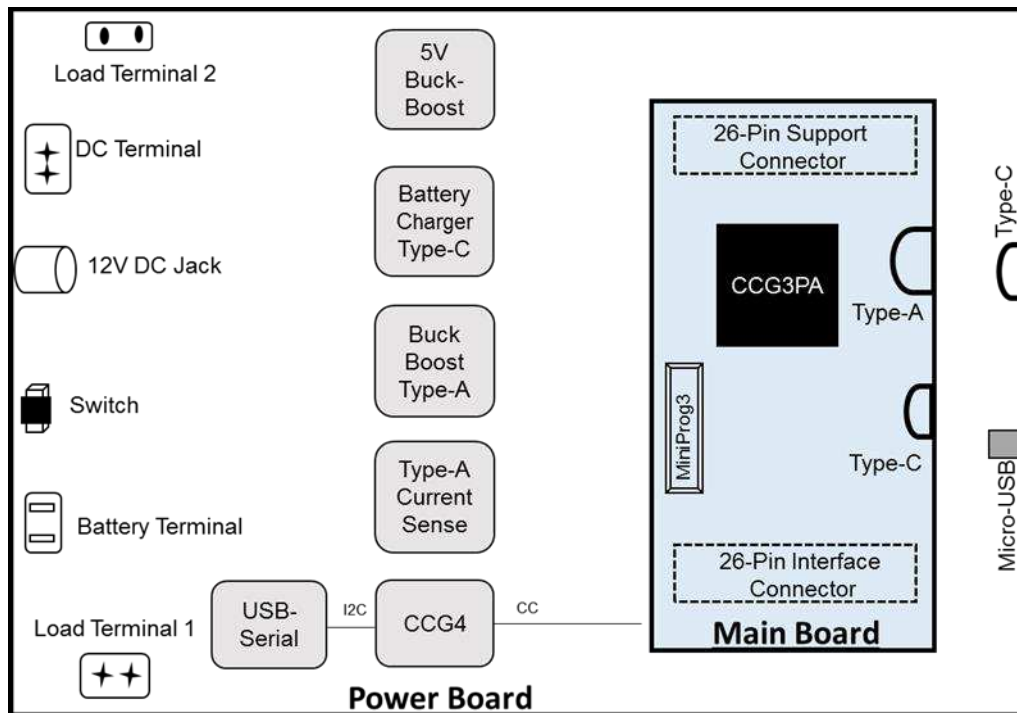 Load Terminal 2
DC Terminal
12V DC Jack
Switch
Battery Terminal
Load Terminal 1
5V
Buck-
Boost
Battery
Charger
Type-C
Buck
Boost
Type-A
Type-A
Current
Sense
USB-
Serial
I2C
CCG4
CC
Power Board
26-Pin Support
Connector
CCG3PA
Type-A
MiniProg3
Type-C
26-Pin Interface
Connector
Main Board
Type-C
Micro-USB